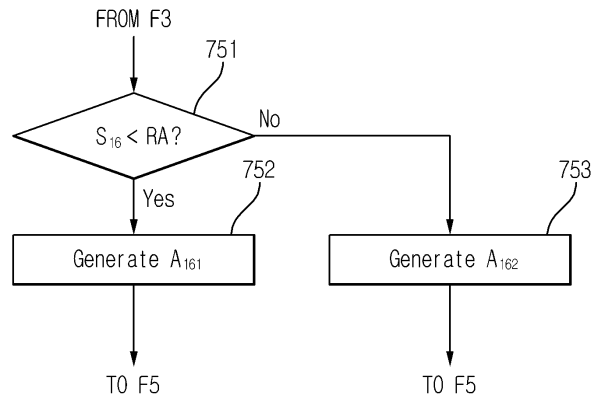 FROM F3
751
S₁₆ < RA?
No
Yes
752
753
Generate A₁₆₁
Generate A₁₆₂
TO F5
TO F5